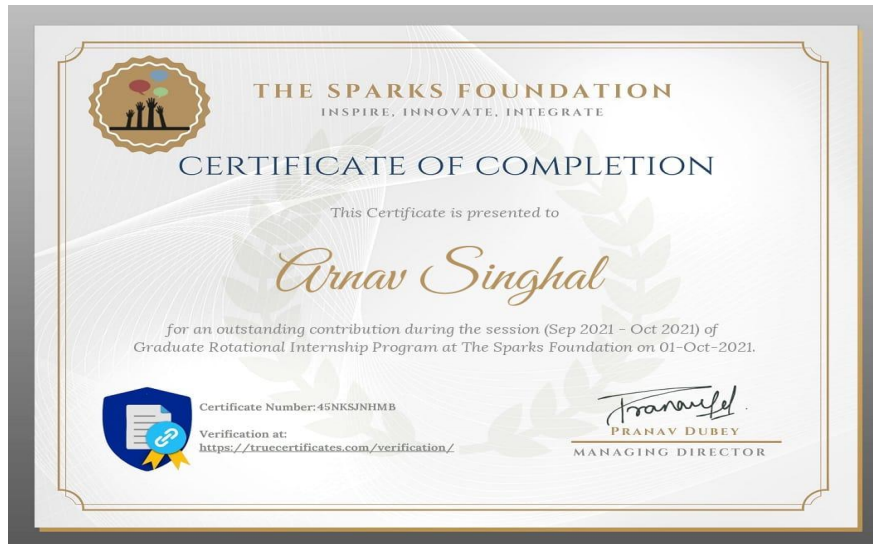 THE SPARKS FOUNDATION
INSPIRE, INNOVATE, INTEGRATE
CERTIFICATE OF COMPLETION
This Certificate is presented to
Arnav Singhal
for an outstanding contribution during the session (Sep 2021 - Oct 2021) of
Graduate Rotational Internship Program at The Sparks Foundation on 01-Oct-2021.
Certificate Number:45NKSJNHMB
Verification at:
https://truecertificates.com/verification/
PRANAV DUBEY
MANAGING DIRECTOR